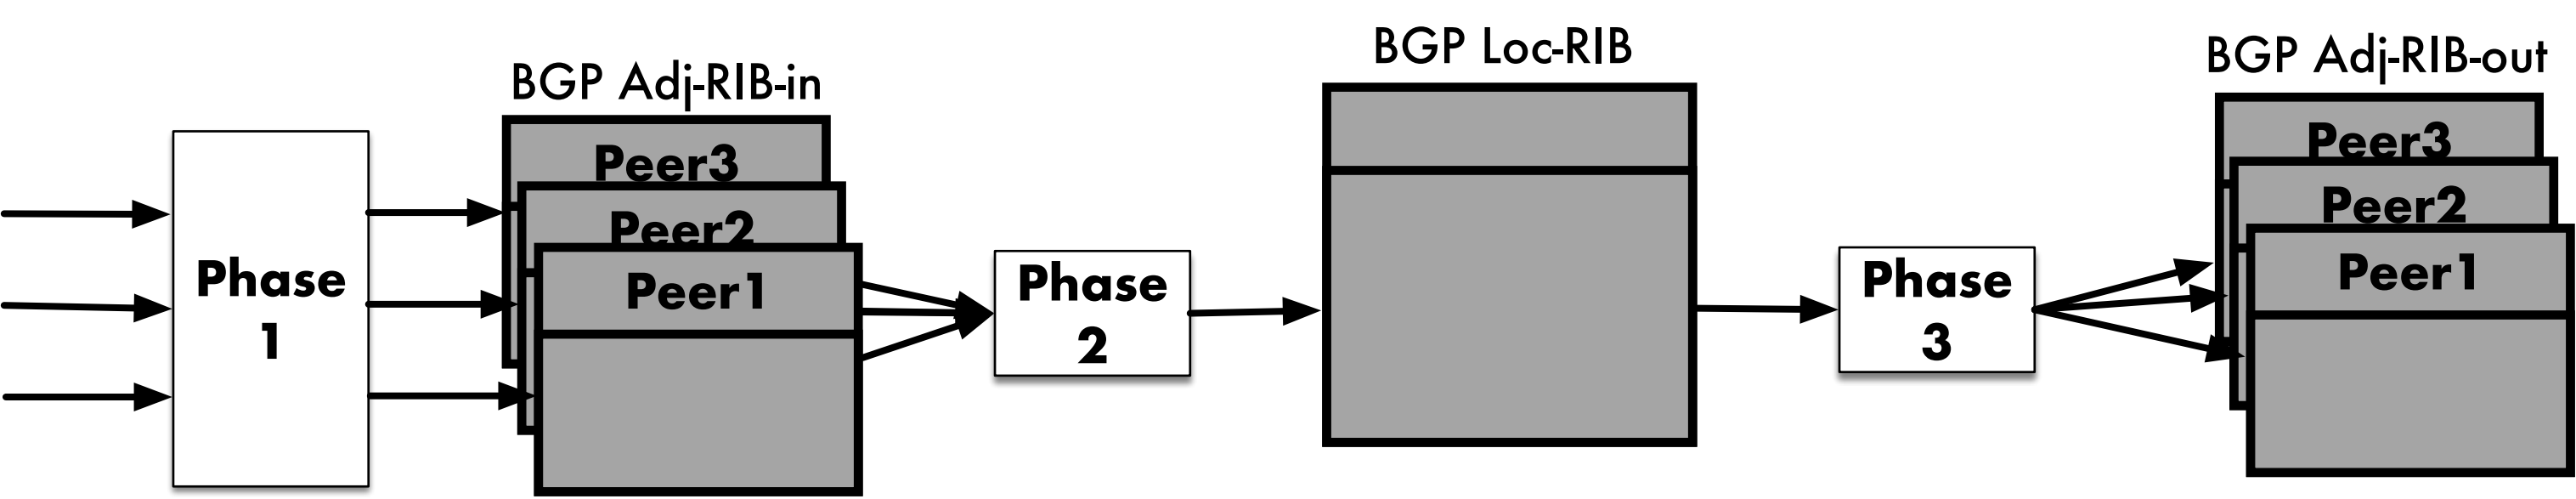 BGP Adj-RIB-in
BGP Loc-RIB
BGP Adj-RIB-out
Phase
1
Peer3
Peer2
Peer1
Phase
2
Phase
3
Peer3
Peer2
Peer1